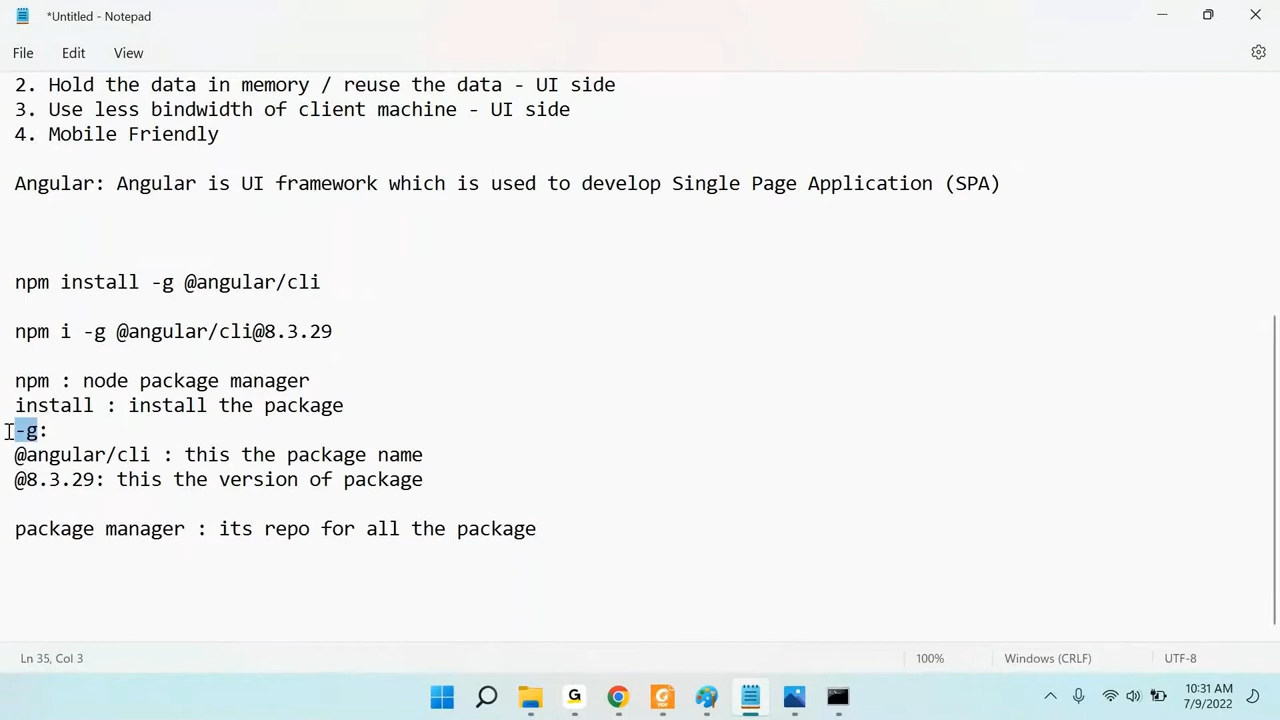 *Untitled - Notepad
File Edit View
2. Hold the data in memory / reuse the data - UI side
3. Use less bindwidth of client machine - UI side
4. Mobile Friendly
Angular: Angular is UI framework which is used to develop Single Page Application (SPA)
npm install -g @angular/cli
npm i -g @angular/cli@8.3.29
npm : node package manager
install : install the package
-g:
@angular/cli : this the package name
@8.3.29: this the version of package
package manager : its repo for all the package
Ln 35, Col 3 100% Windows (CRLF) UTF-8
G PDF 10:31 AM
7/9/2022